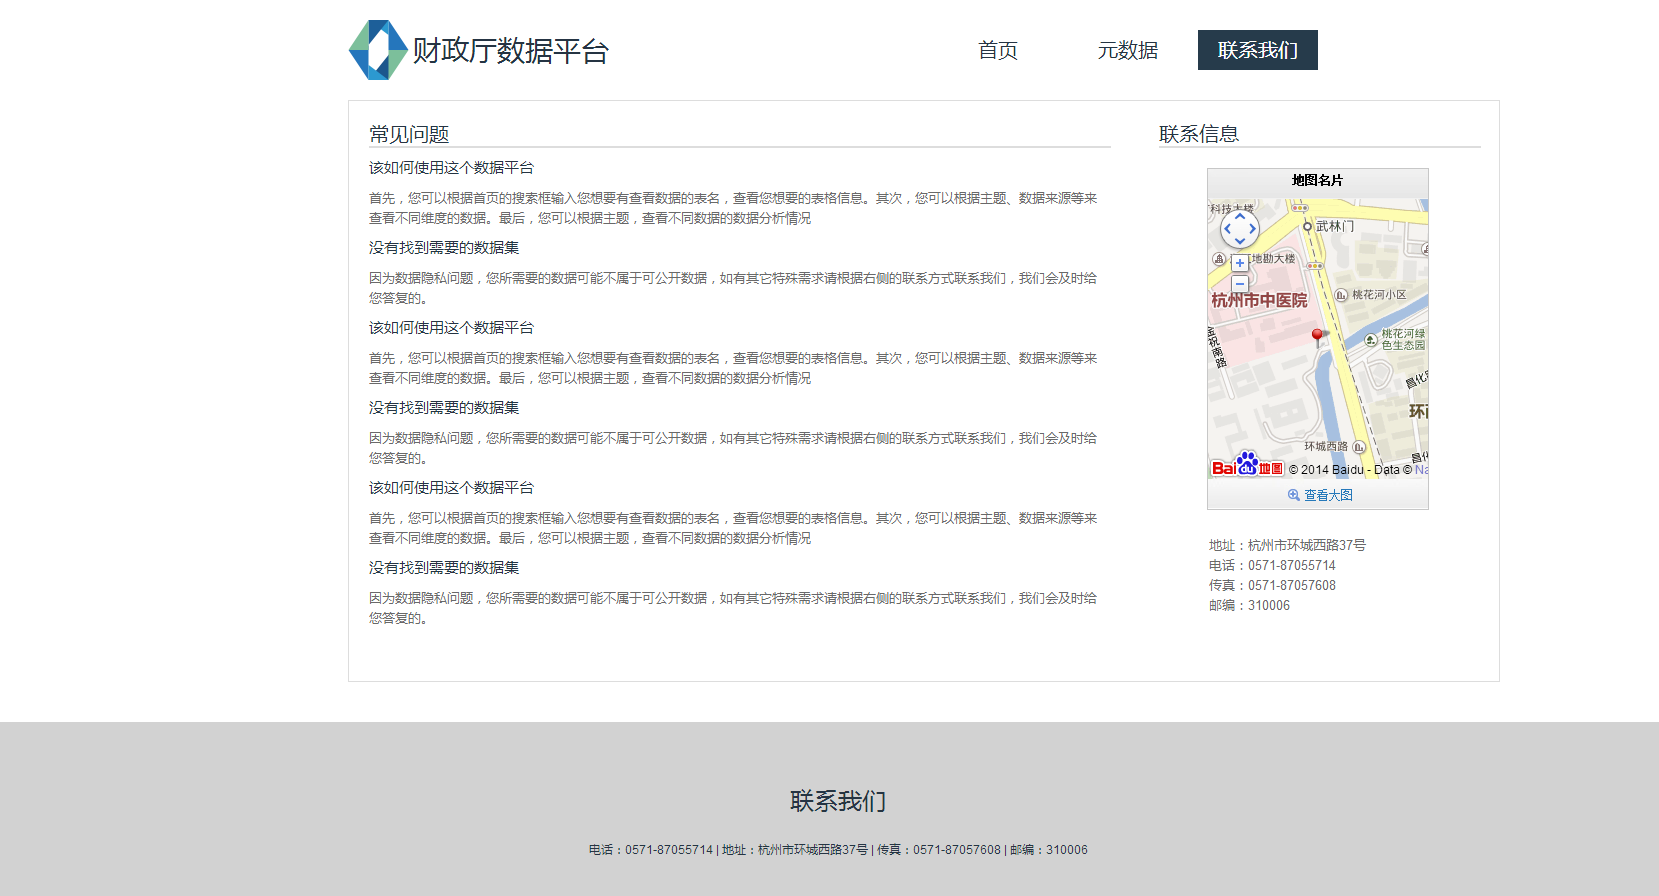 财政厅数据平台
首页
元数据
联系我们
常见问题
该如何使用这个数据平台
首先，您可以根据首页的搜索框输入您想要有查看数据的表名，查看您想要的表格信息。其次，您可以根据主题、数据来源等来
查看不同维度的数据。最后，您可以根据主题，查看不同数据的数据分析情况
没有找到需要的数据集
因为数据隐私问题，您所需要的数据可能不属于可公开数据，如有其它特殊需求请根据右侧的联系方式联系我们，我们会及时给
您答复的。
该如何使用这个数据平台
首先，您可以根据首页的搜索框输入您想要有查看数据的表名，查看您想要的表格信息。其次，您可以根据主题、数据来源等来
查看不同维度的数据。最后，您可以根据主题，查看不同数据的数据分析情况
没有找到需要的数据集
因为数据隐私问题，您所需要的数据可能不属于可公开数据，如有其它特殊需求请根据右侧的联系方式联系我们，我们会及时给
您答复的。
该如何使用这个数据平台
首先，您可以根据首页的搜索框输入您想要有查看数据的表名，查看您想要的表格信息。其次，您可以根据主题、数据来源等来
查看不同维度的数据。最后，您可以根据主题，查看不同数据的数据分析情况
没有找到需要的数据集
因为数据隐私问题，您所需要的数据可能不属于可公开数据，如有其它特殊需求请根据右侧的联系方式联系我们，我们会及时给
您答复的。
联系信息
地图名片
科技大楼
武林门
地勘大楼
杭州市中医院
桃花河小区
桃花河绿
色生态园
祝南路
昌化
环西
环城西路
昌化
Bai du 地图
© 2014 Baidu - Data © Na
查看大图
地址：杭州市环城西路37号
电话：0571-87055714
传真：0571-87057608
邮编：310006
联系我们
电话：0571-87055714 | 地址：杭州市环城西路37号 | 传真：0571-87057608 | 邮编：310006